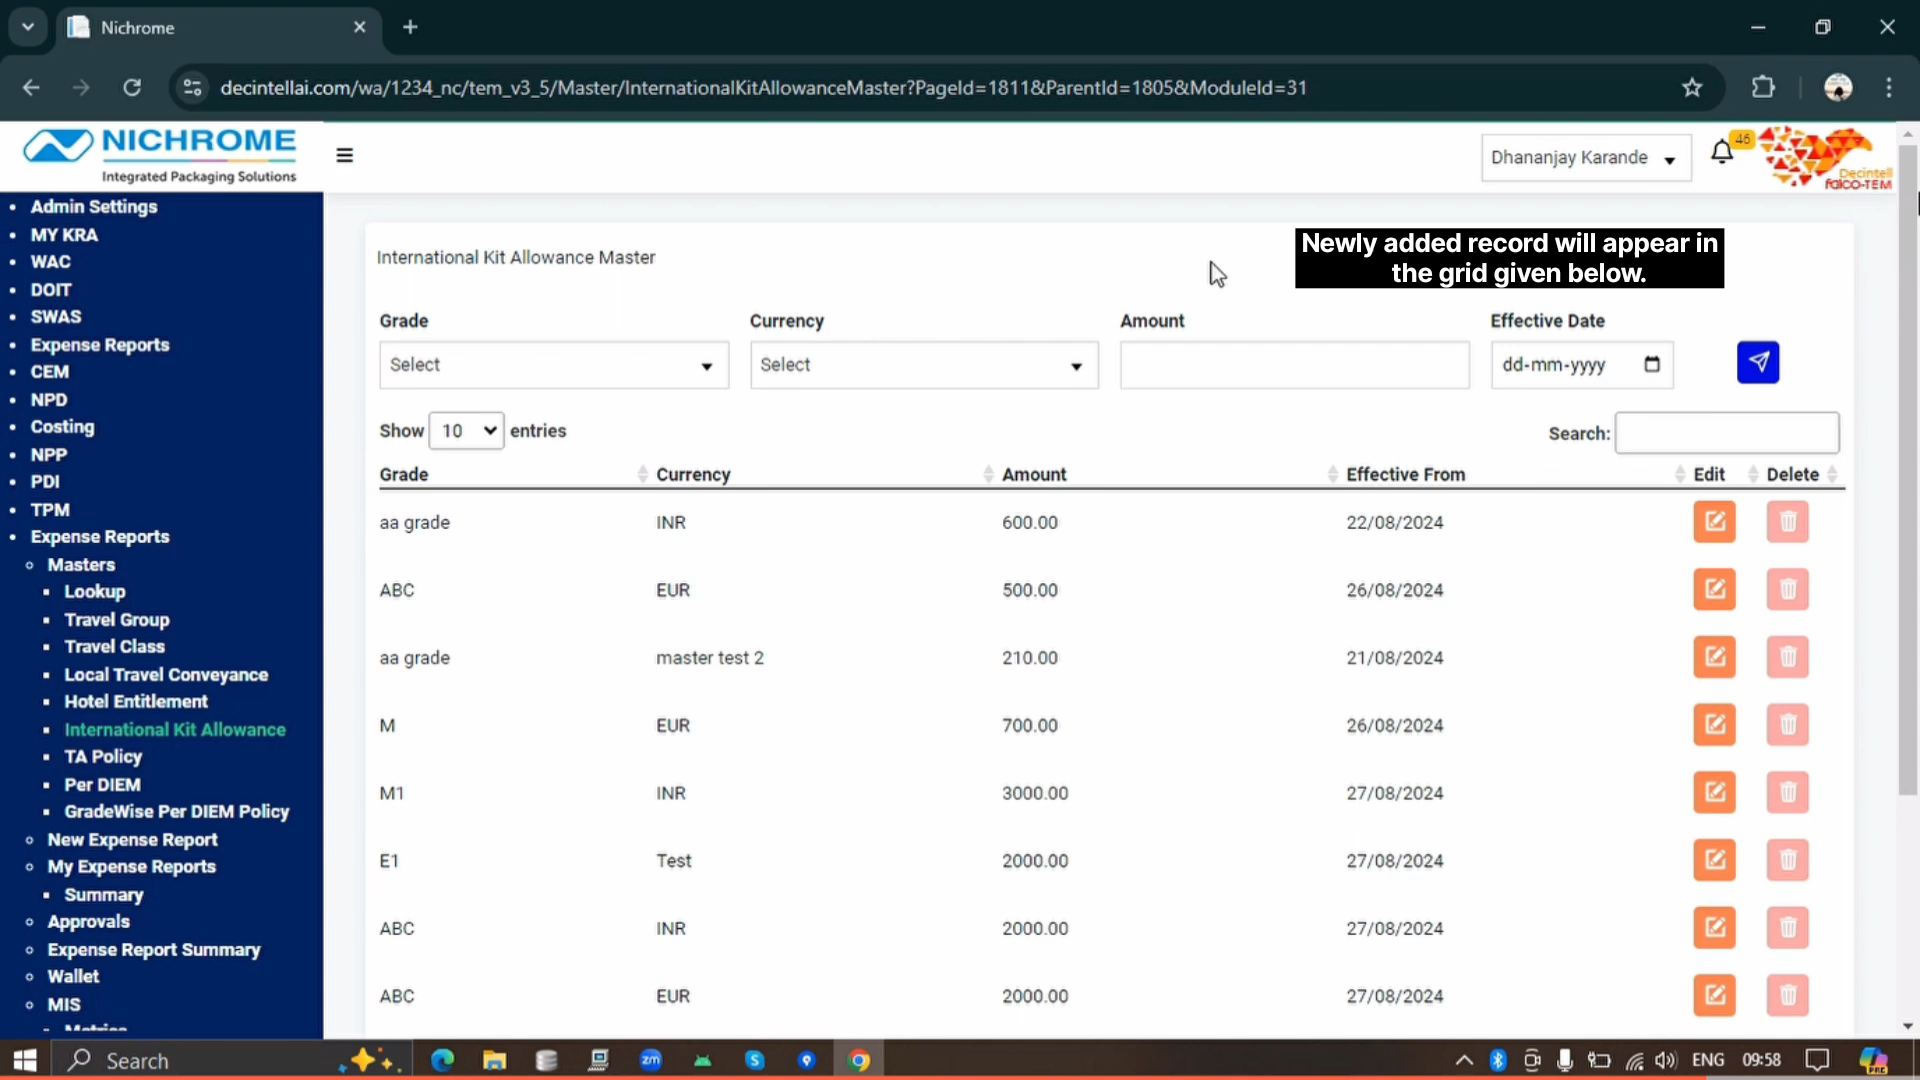 Nichrome
decintellai.com/wa/1234_nc/tem_v3_5/Master/InternationalKitAllowanceMaster?PageId=1811&ParentId=1805&ModuleId=31
NICHROME
Integrated Packaging Solutions
Dhananjay Karande
46
Decintell
falco-TEM
Admin Settings
MY KRA
WAC
DOIT
SWAS
Expense Reports
CEM
NPD
Costing
NPP
PDI
TPM
Expense Reports
Masters
Lookup
Travel Group
Travel Class
Local Travel Conveyance
Hotel Entitlement
International Kit Allowance
TA Policy
Per DIEM
GradeWise Per DIEM Policy
New Expense Report
My Expense Reports
Summary
Approvals
Expense Report Summary
Wallet
MIS
Metrics
International Kit Allowance Master
Newly added record will appear in
the grid given below.
Grade Currency Amount Effective Date
Select Select dd-mm-yyyy
Show 10 entries Search:
Grade Currency Amount Effective From Edit Delete
aa grade INR 600.00 22/08/2024
ABC EUR 500.00 26/08/2024
aa grade master test 2 210.00 21/08/2024
M EUR 700.00 26/08/2024
M1 INR 3000.00 27/08/2024
E1 Test 2000.00 27/08/2024
ABC INR 2000.00 27/08/2024
ABC EUR 2000.00 27/08/2024
Search zm ENG 09:58 PRE